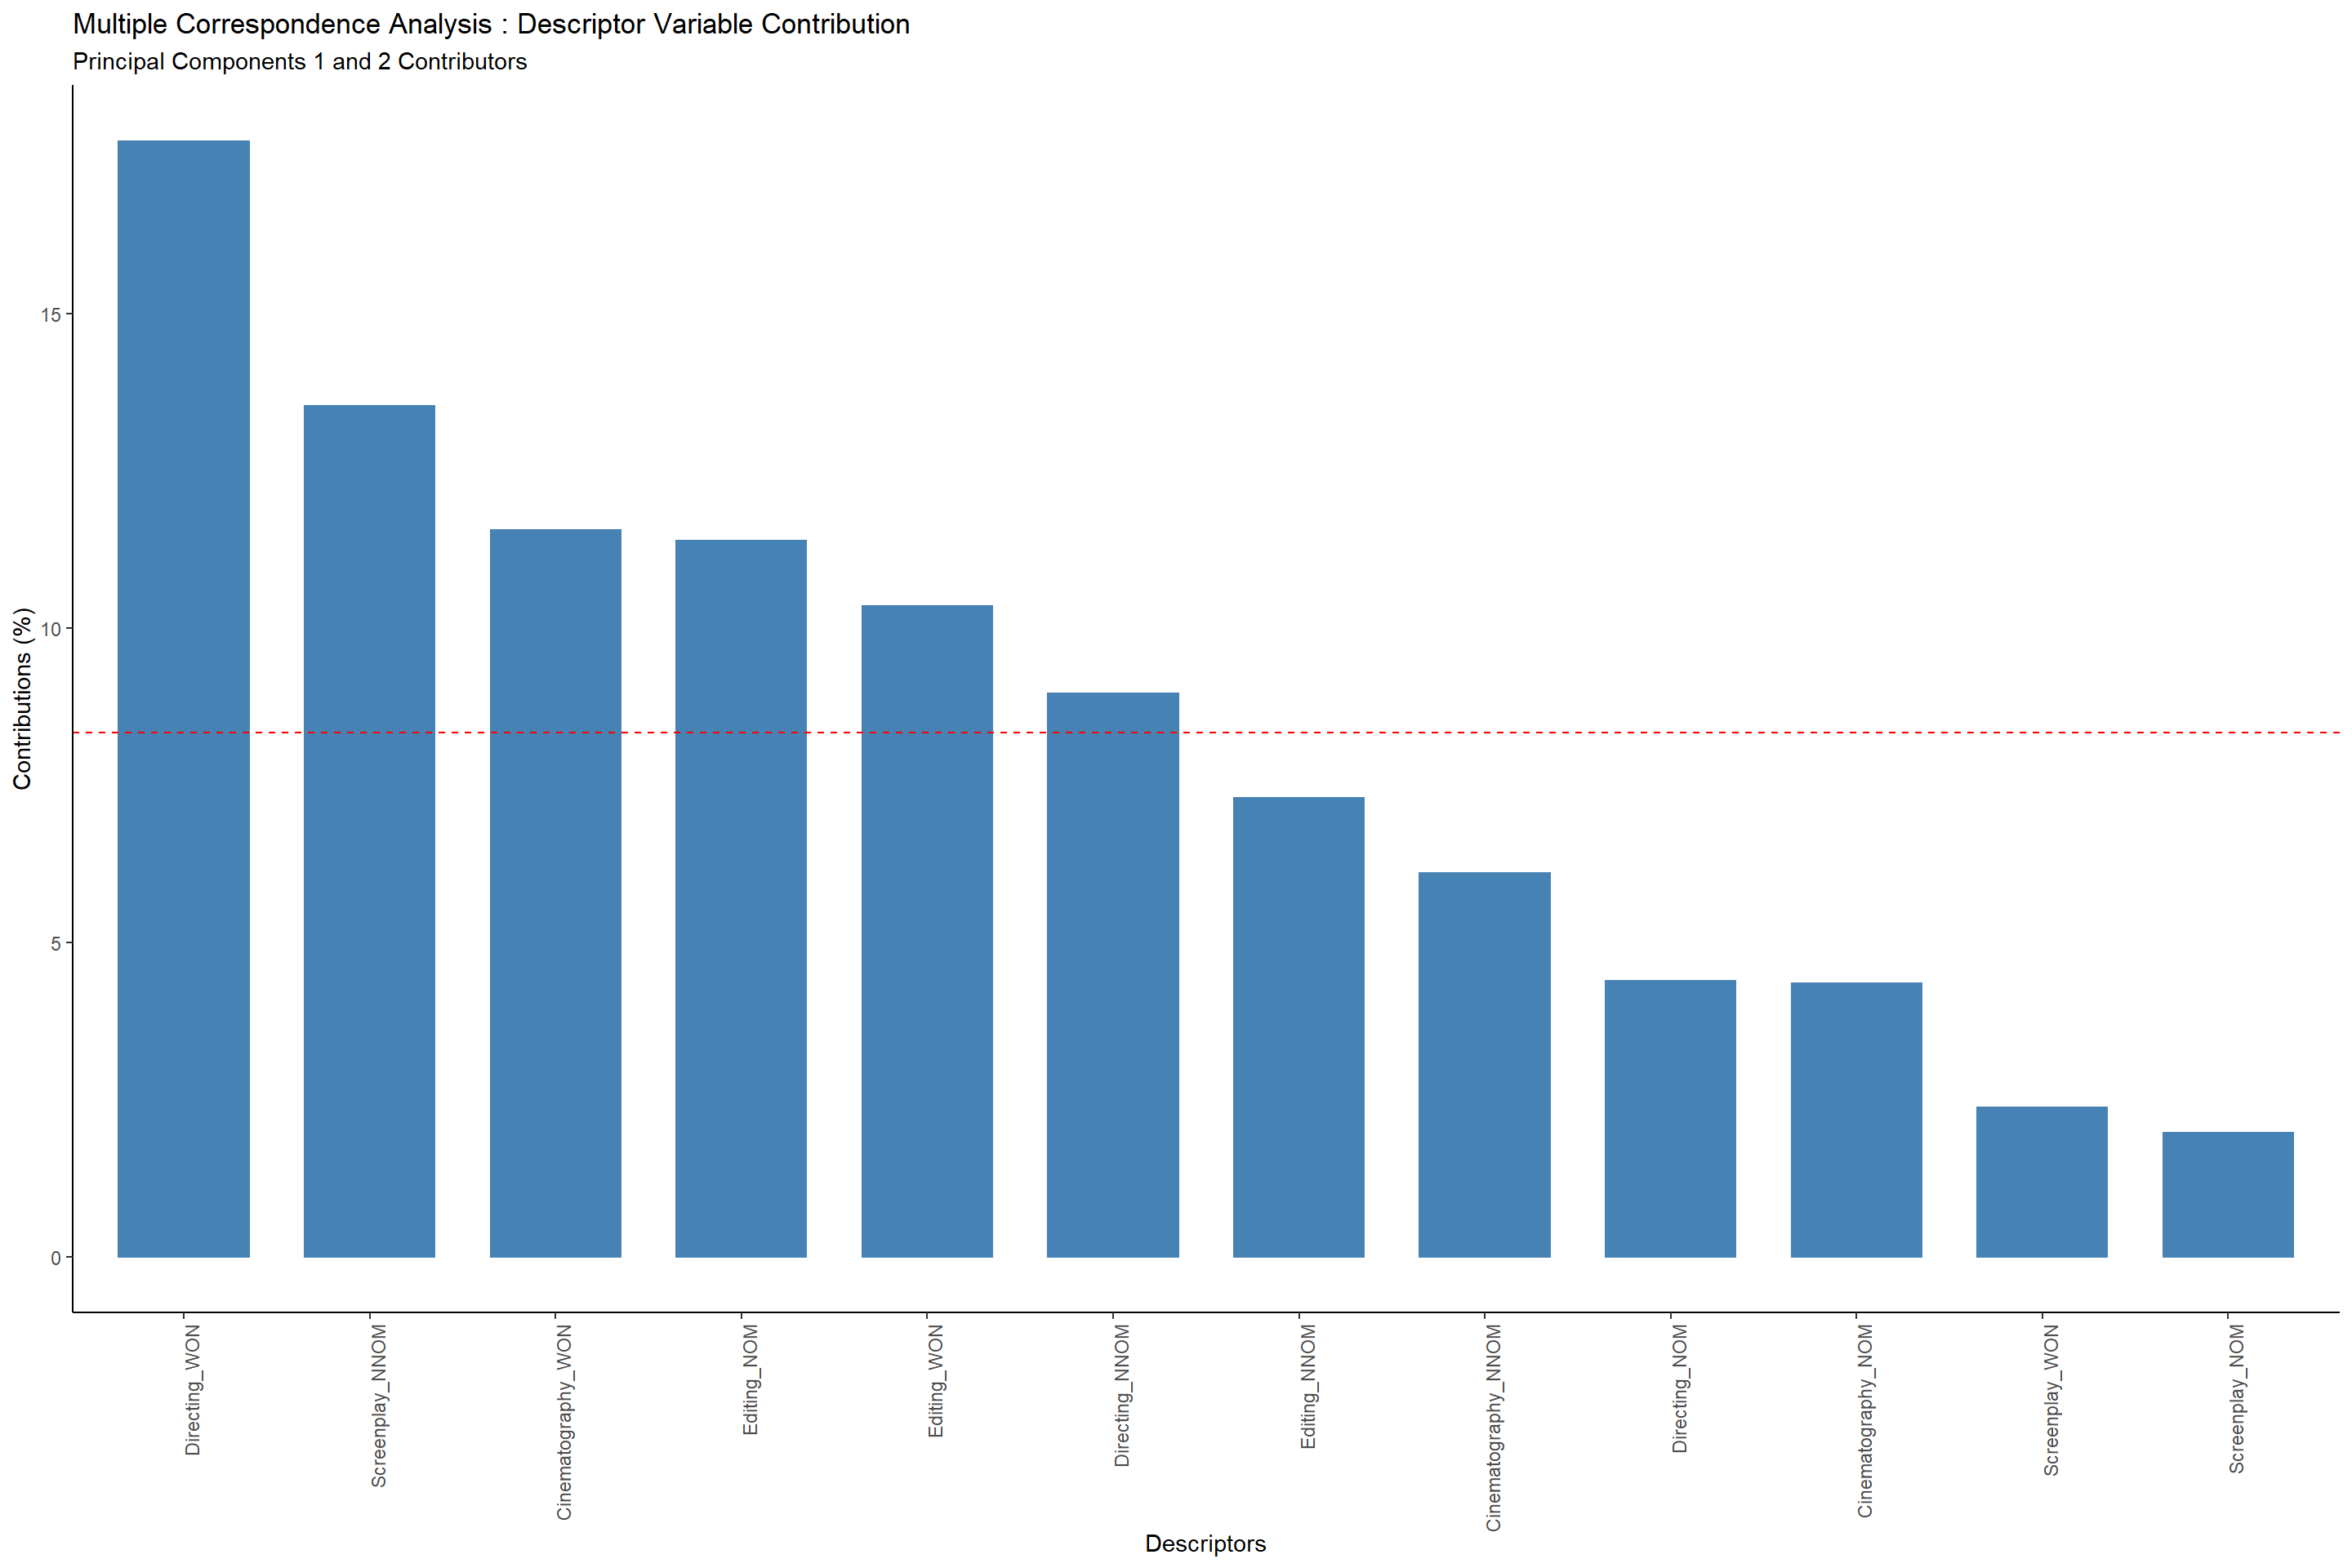 Multiple Correspondence Analysis : Descriptor Variable Contribution
Principal Components 1 and 2 Contributors
Contributions (%)
15
10
5
0
Directing_WON
Screenplay_NNOM
Cinematography_WON
Editing_NOM
Editing_WON
Directing_NNOM
Editing_NNOM
Cinematography_NNOM
Directing_NOM
Cinematography_NOM
Screenplay_WON
Screenplay_NOM
Descriptors